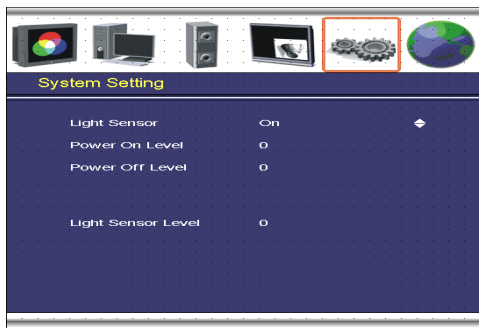 System Setting
Light Sensor On
Power On Level 0
Power Off Level 0
Light Sensor Level 0